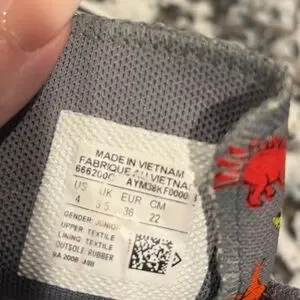 MADE IN VIETNAM
FABRIQUE AU VIETNAM
666200C AYM38KF0000
US UK EUR CM
4 3.5 36 22
GENDER: JUNIOR
UPPER: TEXTILE
LINING: TEXTILE
OUTSOLE: RUBBER